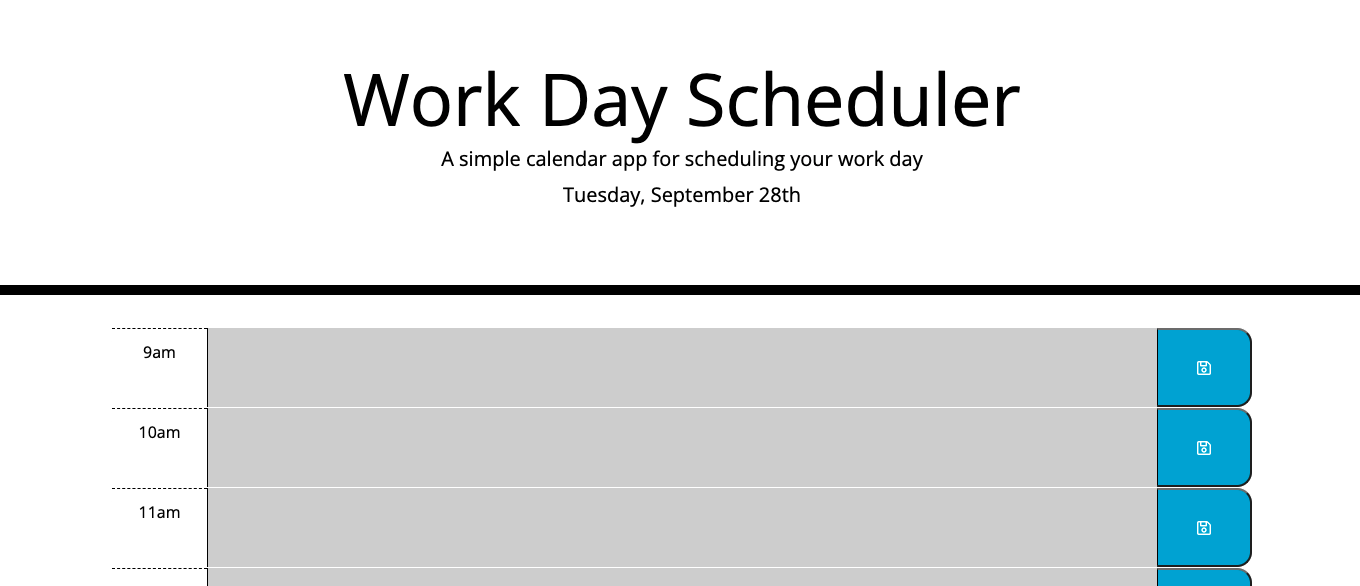 Work Day Scheduler
A simple calendar app for scheduling your work day
Tuesday, September 28th
9am
10am
11am